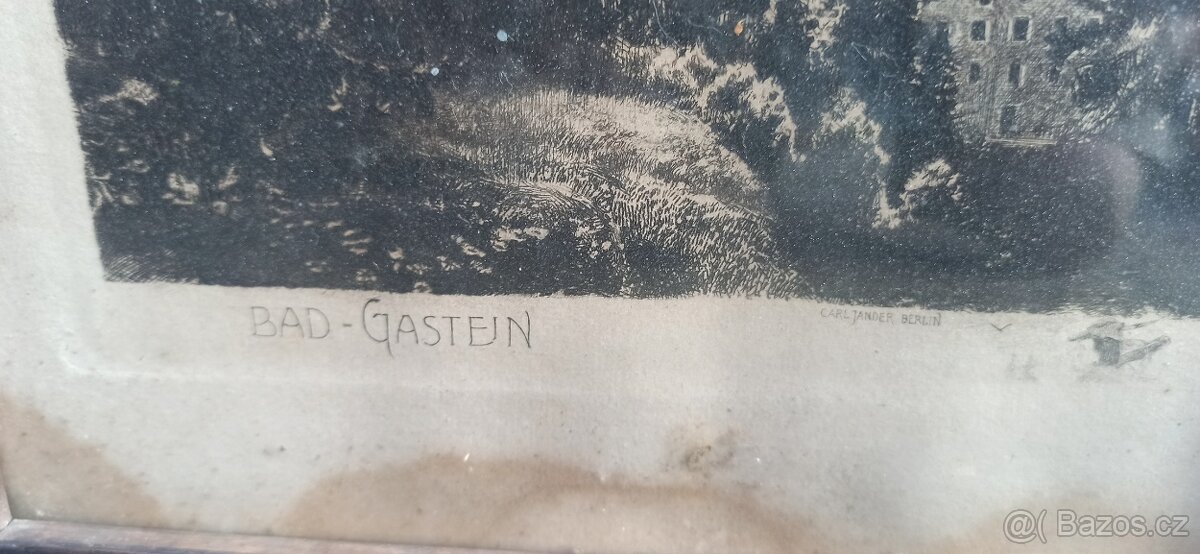 BAD-GASTEIN
CARL JANDER BERLIN
@( Bazos.cz